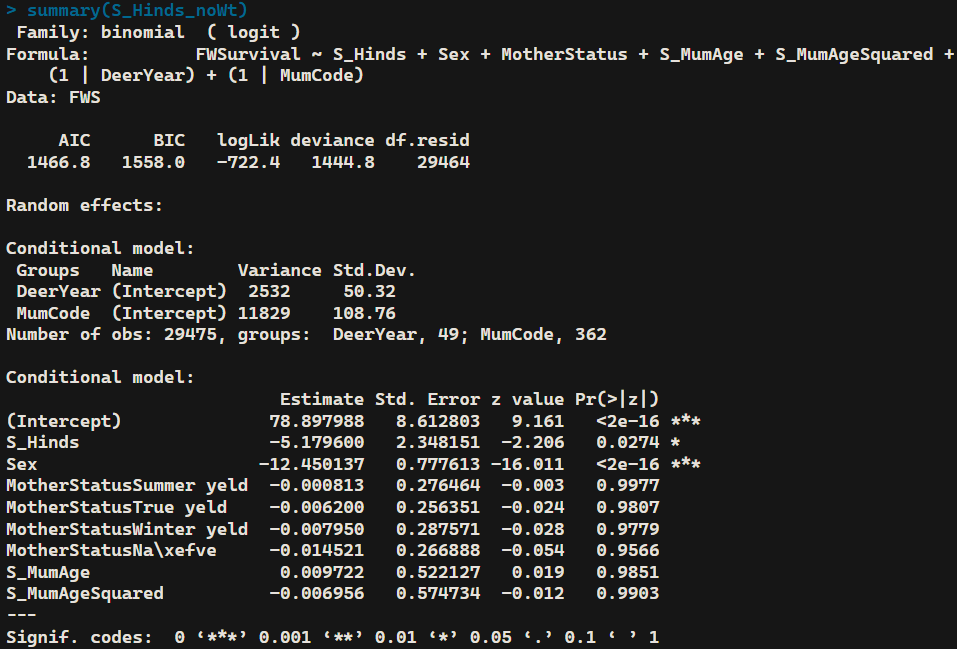 > summary(S_Hinds_noWt)
 Family: binomial  ( logit )
Formula:          FWSurvival ~ S_Hinds + Sex + MotherStatus + S_MumAge + S_MumAgeSquared +
    (1 | DeerYear) + (1 | MumCode)
Data: FWS

     AIC      BIC   logLik deviance df.resid
  1466.8   1558.0   -722.4   1444.8    29464

Random effects:

Conditional model:
 Groups   Name        Variance Std.Dev.
 DeerYear (Intercept)  2532     50.32
 MumCode  (Intercept) 11829    108.76
Number of obs: 29475, groups:  DeerYear, 49; MumCode, 362

Conditional model:
                          Estimate Std. Error z value Pr(>|z|)
(Intercept)              78.897988   8.612803   9.161   <2e-16 ***
S_Hinds                  -5.179600   2.348151  -2.206   0.0274 *
Sex                     -12.450137   0.777613 -16.011   <2e-16 ***
MotherStatusSummer yeld  -0.000813   0.276464  -0.003   0.9977
MotherStatusTrue yeld    -0.006200   0.256351  -0.024   0.9807
MotherStatusWinter yeld  -0.007950   0.287571  -0.028   0.9779
MotherStatusNa\xefve     -0.014521   0.266888  -0.054   0.9566
S_MumAge                  0.009722   0.522127   0.019   0.9851
S_MumAgeSquared          -0.006956   0.574734  -0.012   0.9903
---
Signif. codes:  0 ‘***’ 0.001 ‘**’ 0.01 ‘*’ 0.05 ‘.’ 0.1 ‘ ’ 1